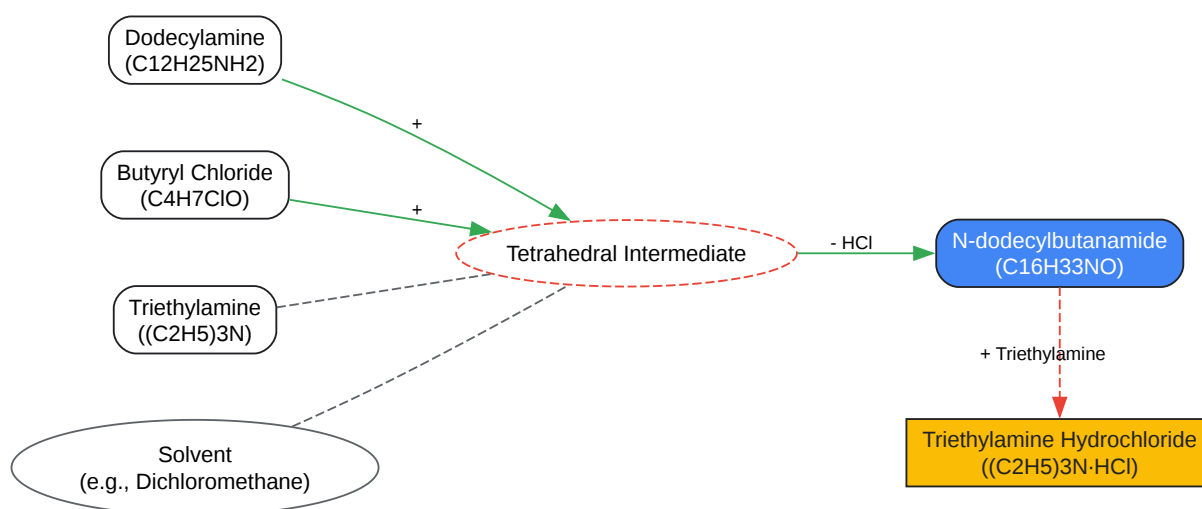 Dodecylamine
(C12H25NH2)
+
Butyryl Chloride
(C4H7ClO)
+
Tetrahedral Intermediate
- HCl
N-dodecylbutanamide
(C16H33NO)
Triethylamine
((C2H5)3N)
+ Triethylamine
Solvent
(e.g., Dichloromethane)
Triethylamine Hydrochloride
((C2H5)3N·HCl)